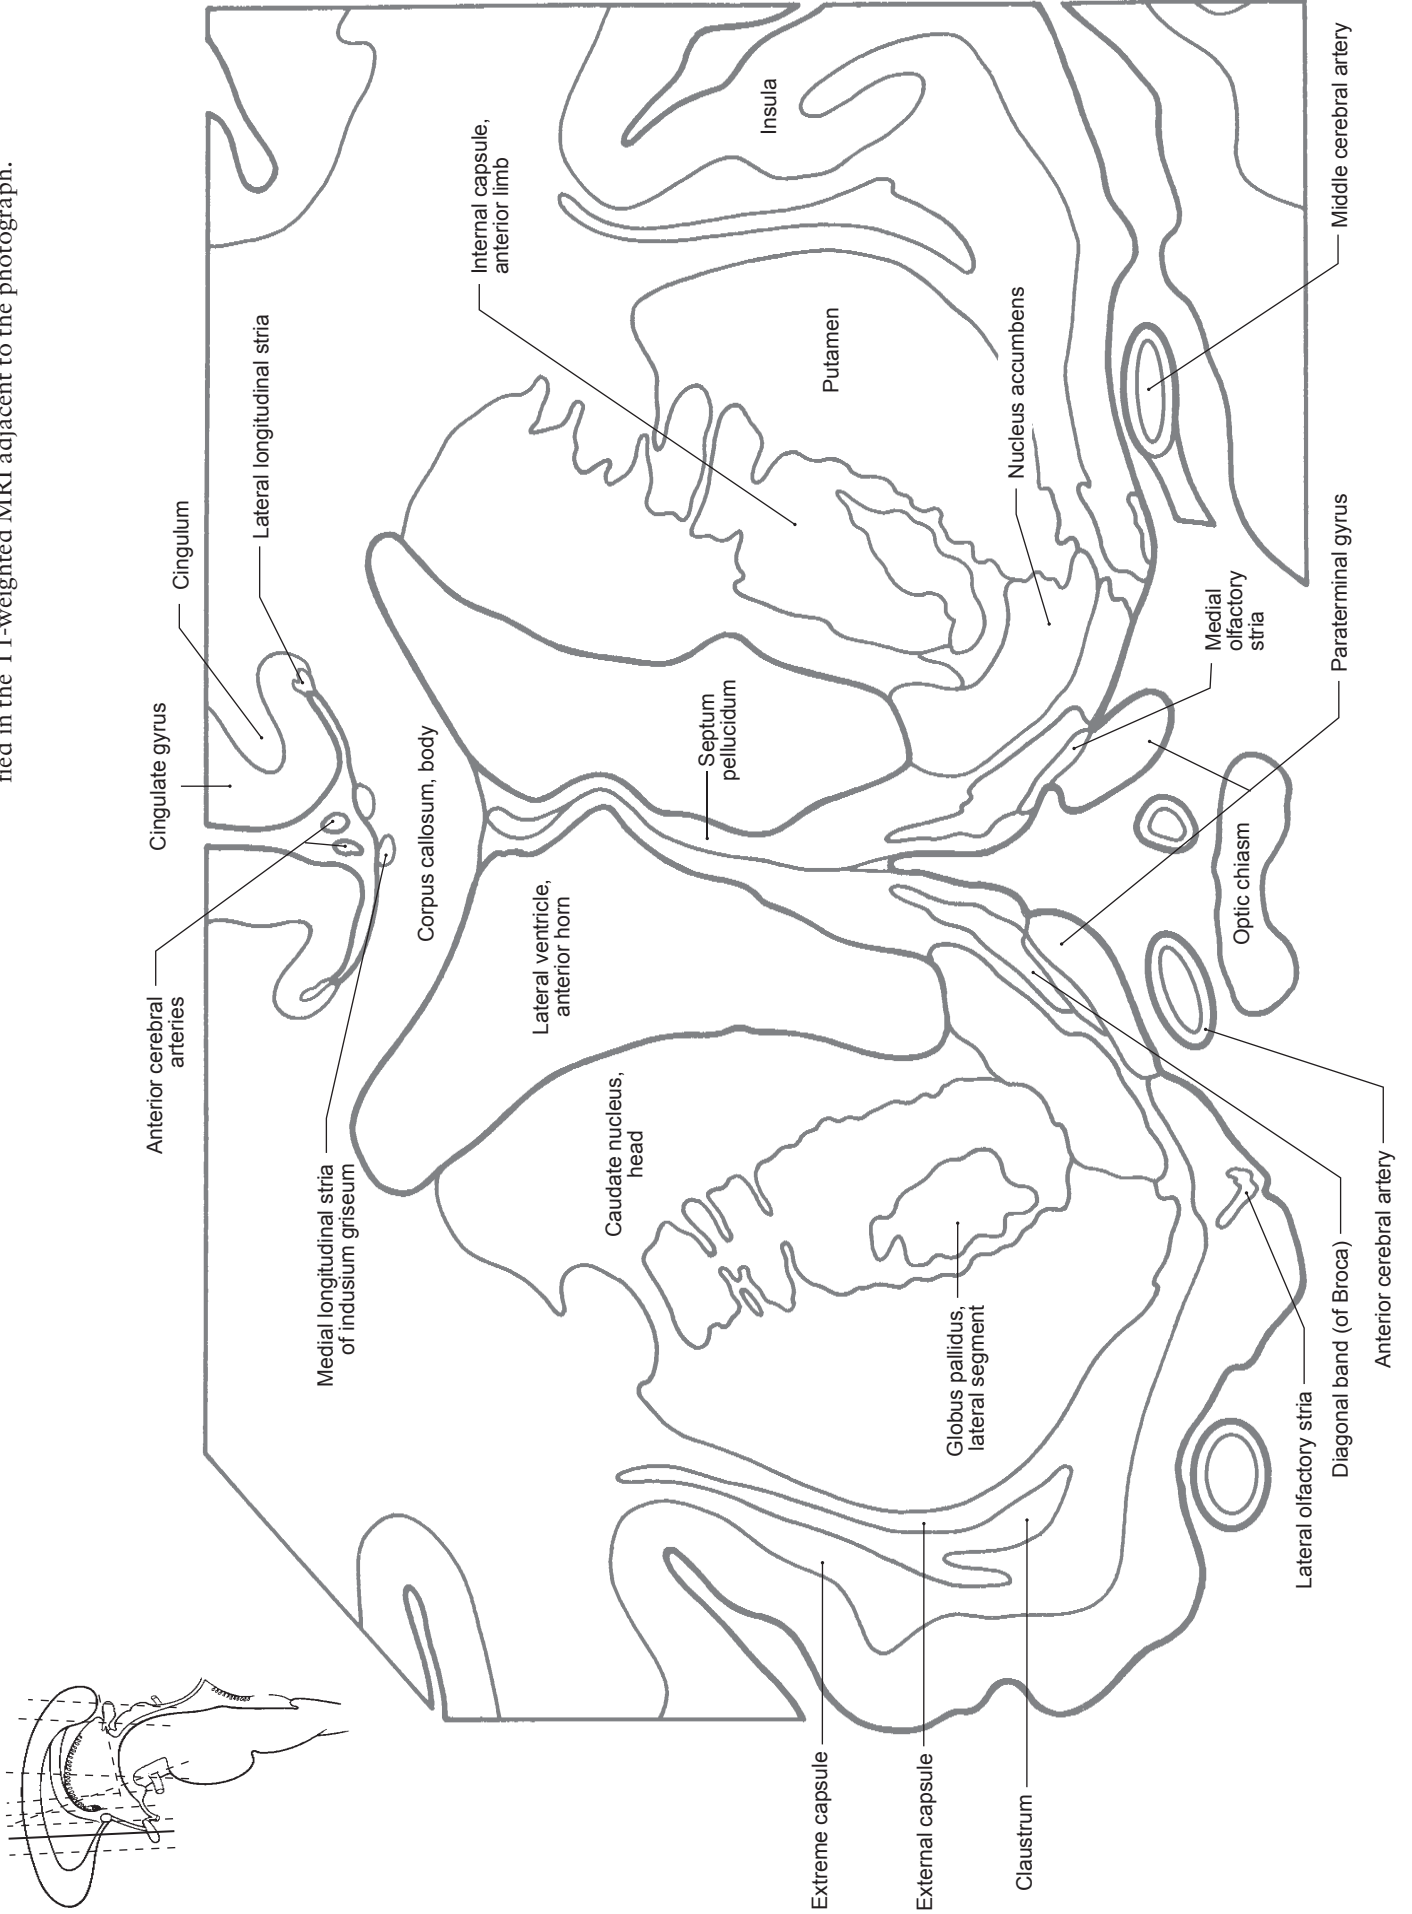 ned in the T1-weighted MRI adjacent to the photograph.
Cingulate gyrus
Cingulum
Lateral longitudinal stria
Anterior cerebral
arteries
Medial longitudinal stria
of indusium griseum
Corpus callosum, body
Internal capsule,
anterior limb
Insula
Lateral ventricle,
anterior horn
Caudate nucleus,
head
Septum
pellucidum
Putamen
Globus pallidus,
lateral segment
Nucleus accumbens
Extreme capsule
External capsule
Claustrum
Medial
olfactory
stria
Optic chiasm
Middle cerebral artery
Paraterminal gyrus
Lateral olfactory stria
Diagonal band (of Broca)
Anterior cerebral artery